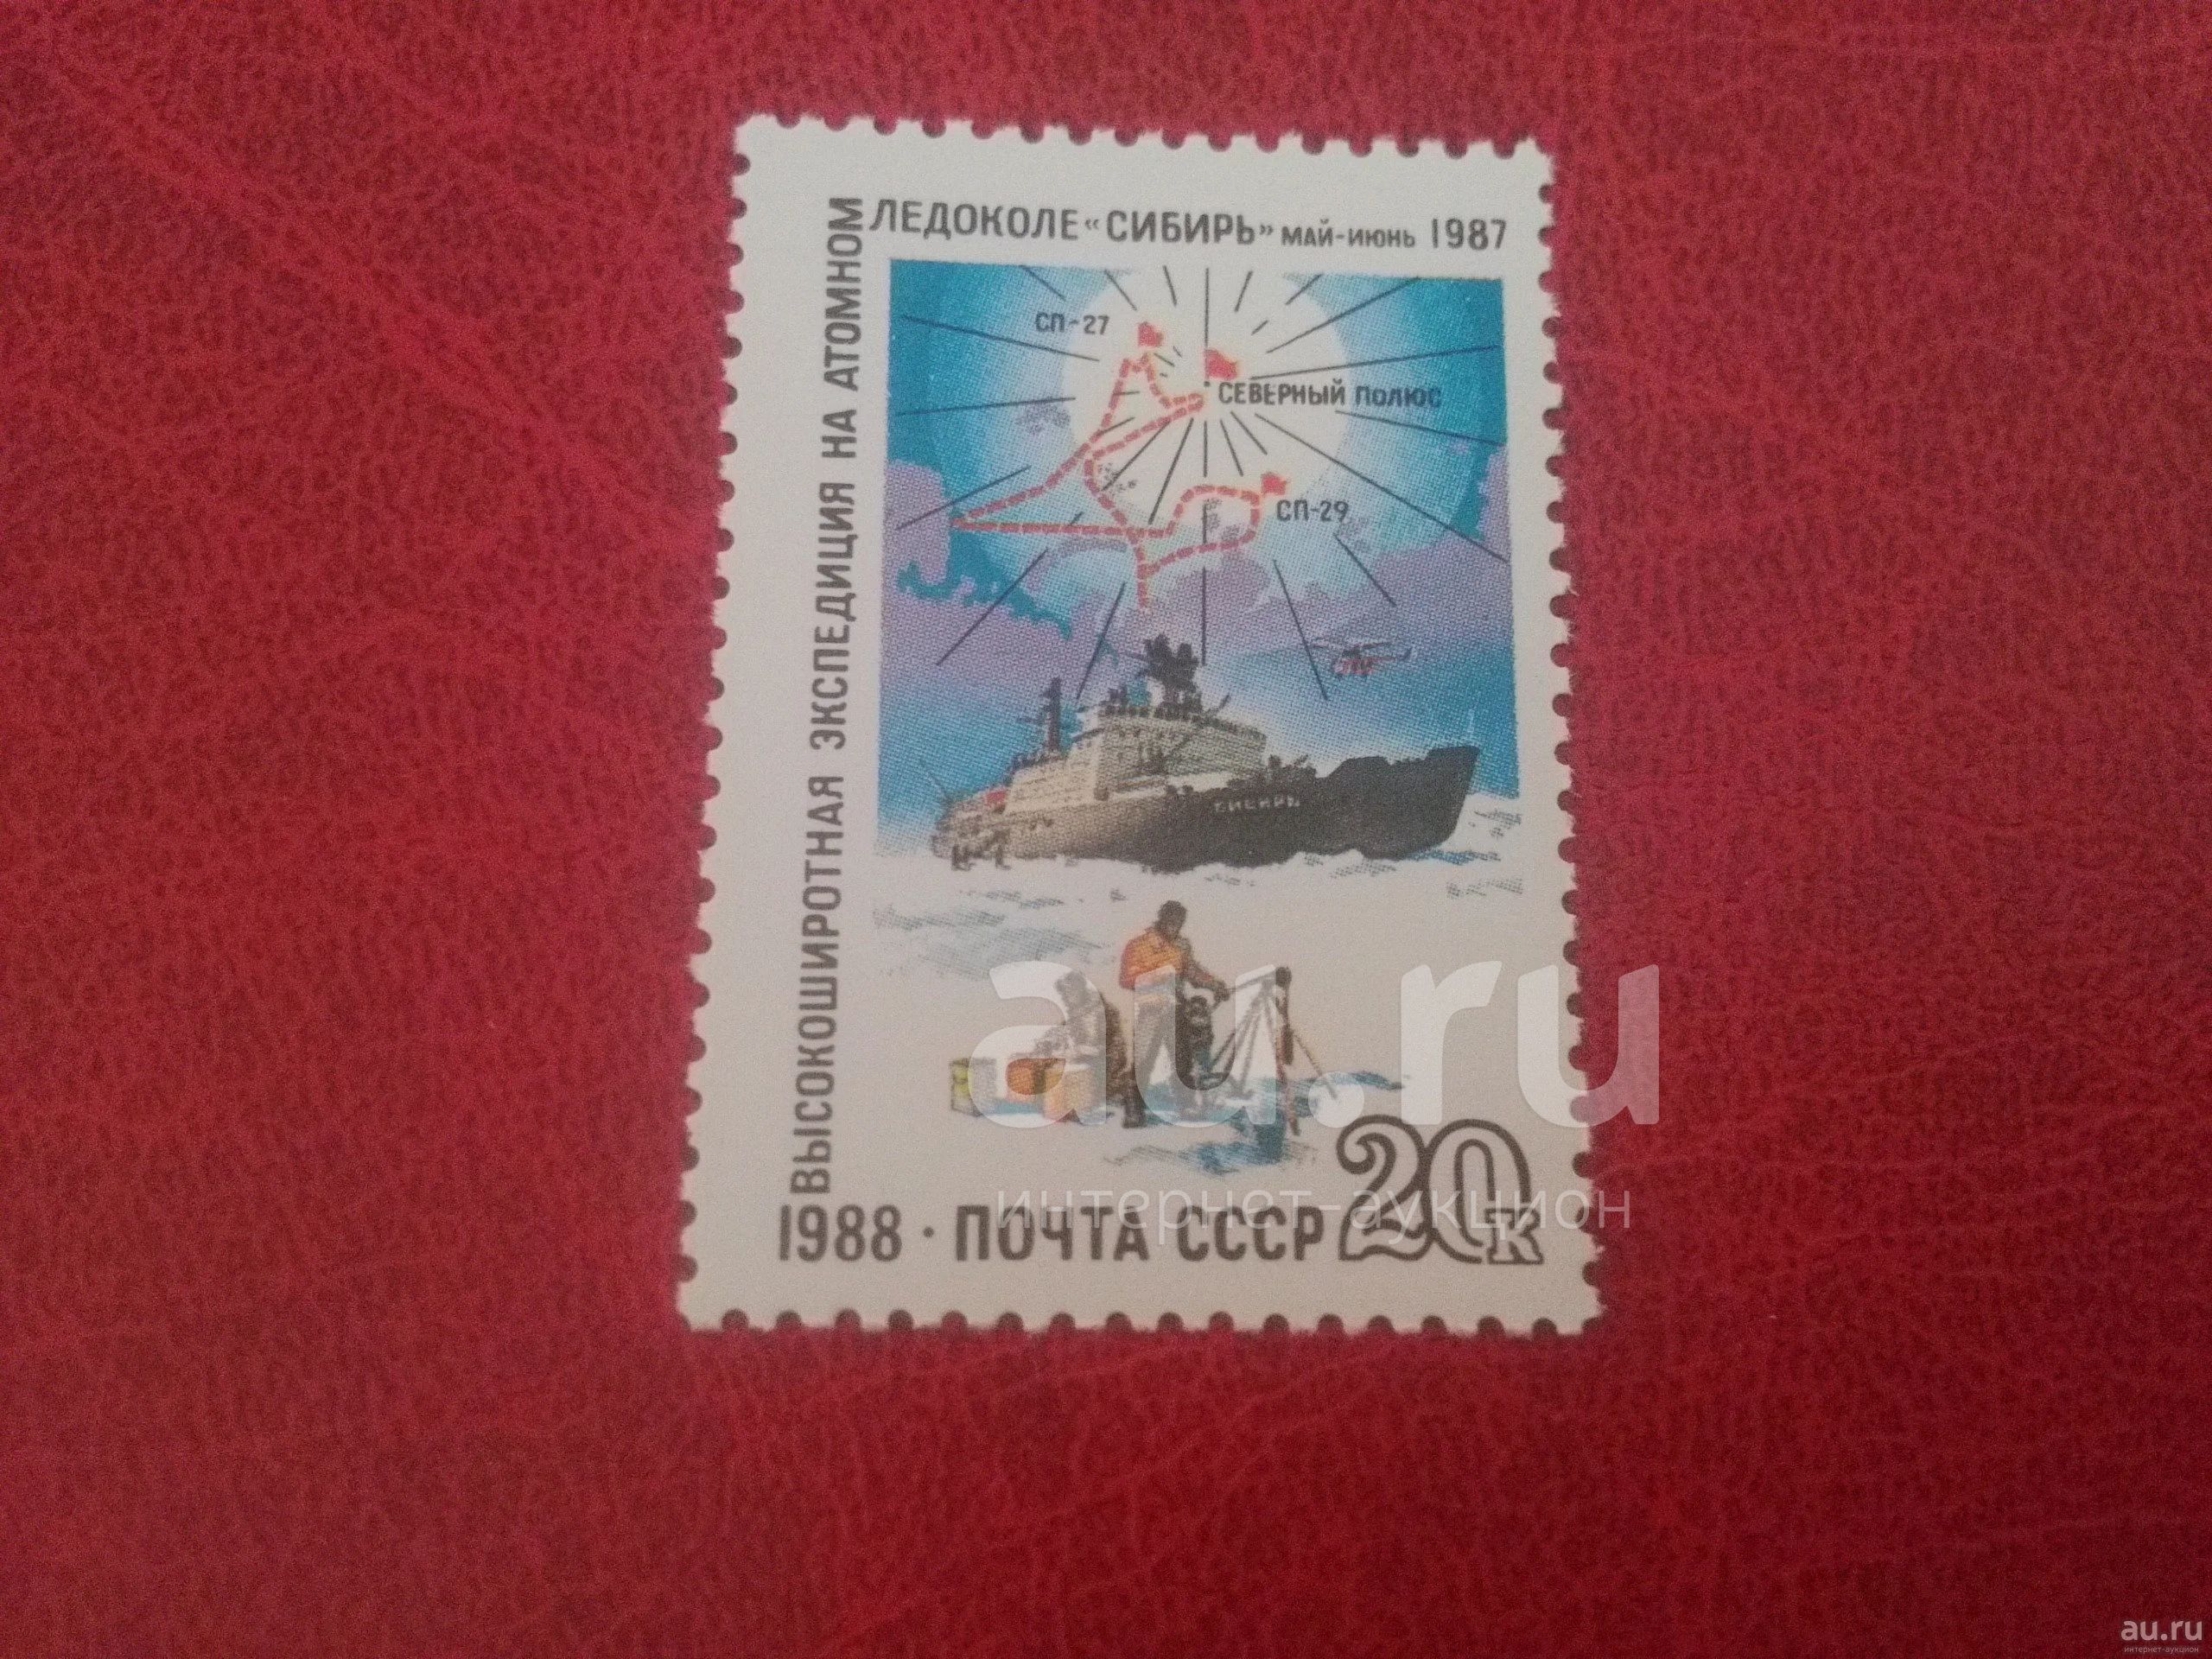 ВЫСОКОШИРОТНАЯ ЭКСПЕДИЦИЯ НА АТОМНОМ
ЛЕДОКОЛЕ «СИБИРЬ» МАЙ-ИЮНЬ 1987
СП-27
СЕВЕРНЫЙ ПОЛЮС
СП-29
СИБИРЬ
1988 · ПОЧТА СССР 20К
au.ru
интернет-аукцион
au.ru
интернет-аукцион